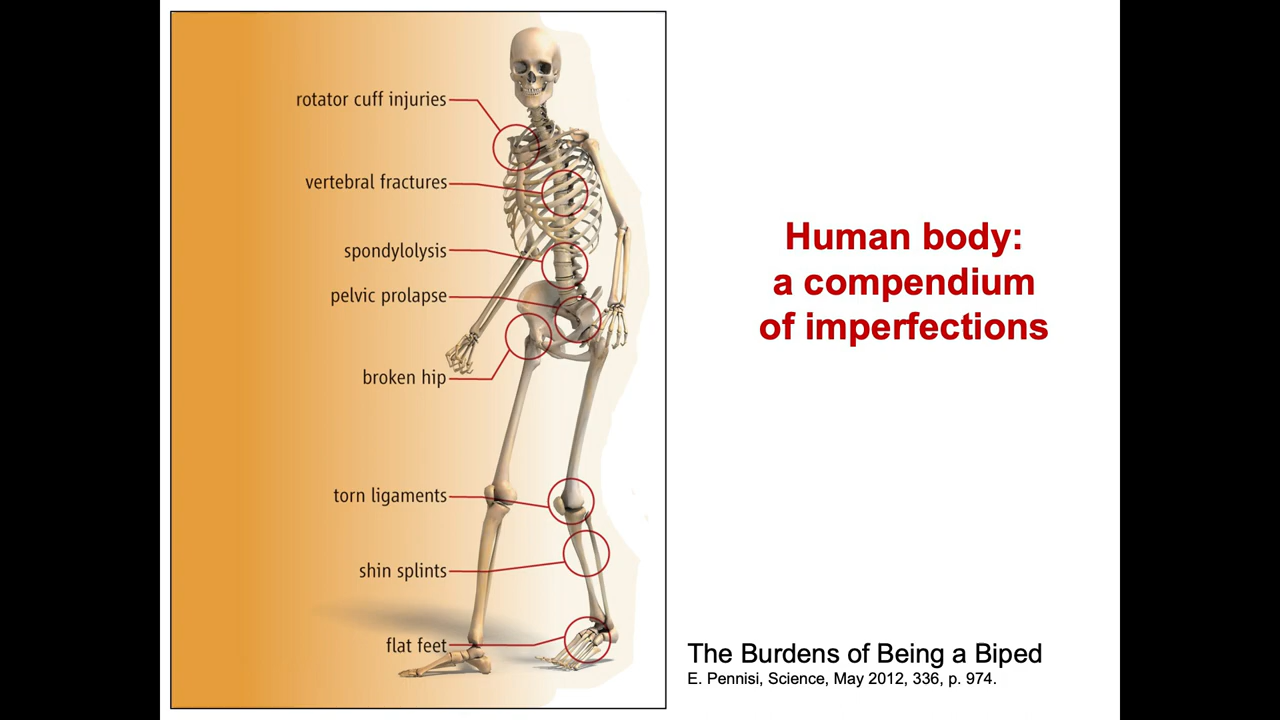 rotator cuff injuries
vertebral fractures
spondylolysis
pelvic prolapse
broken hip
torn ligaments
shin splints
flat feet
Human body:
a compendium
of imperfections
The Burdens of Being a Biped
E. Pennisi, Science, May 2012, 336, p. 974.